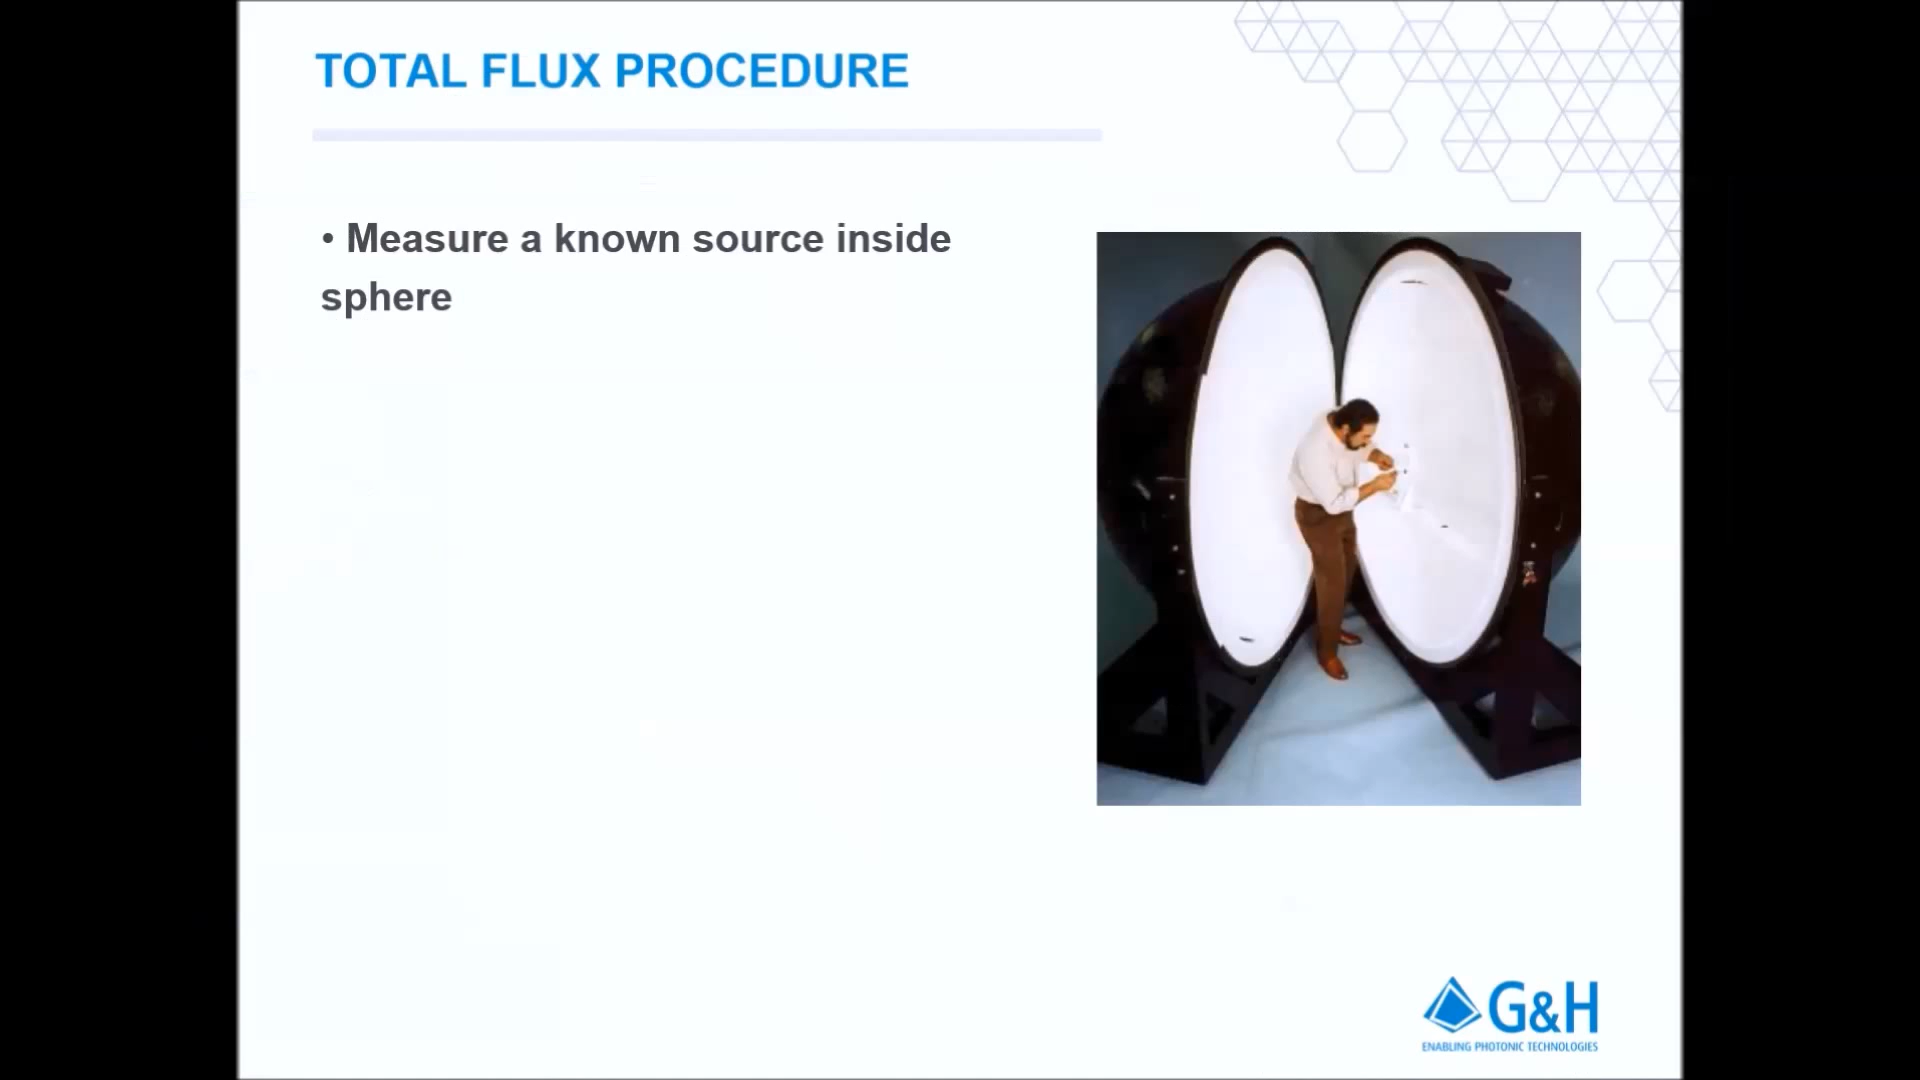 TOTAL FLUX PROCEDURE
• Measure a known source inside
sphere
G&H
ENABLING PHOTONIC TECHNOLOGIES